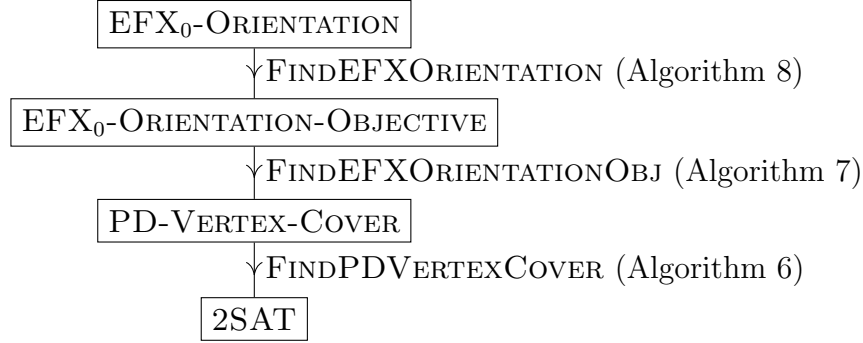 EFX₀-Orientation
FindEFXOrientation (Algorithm 8)
EFX₀-Orientation-Objective
FindEFXOrientationObj (Algorithm 7)
PD-Vertex-Cover
FindPDVertexCover (Algorithm 6)
2SAT